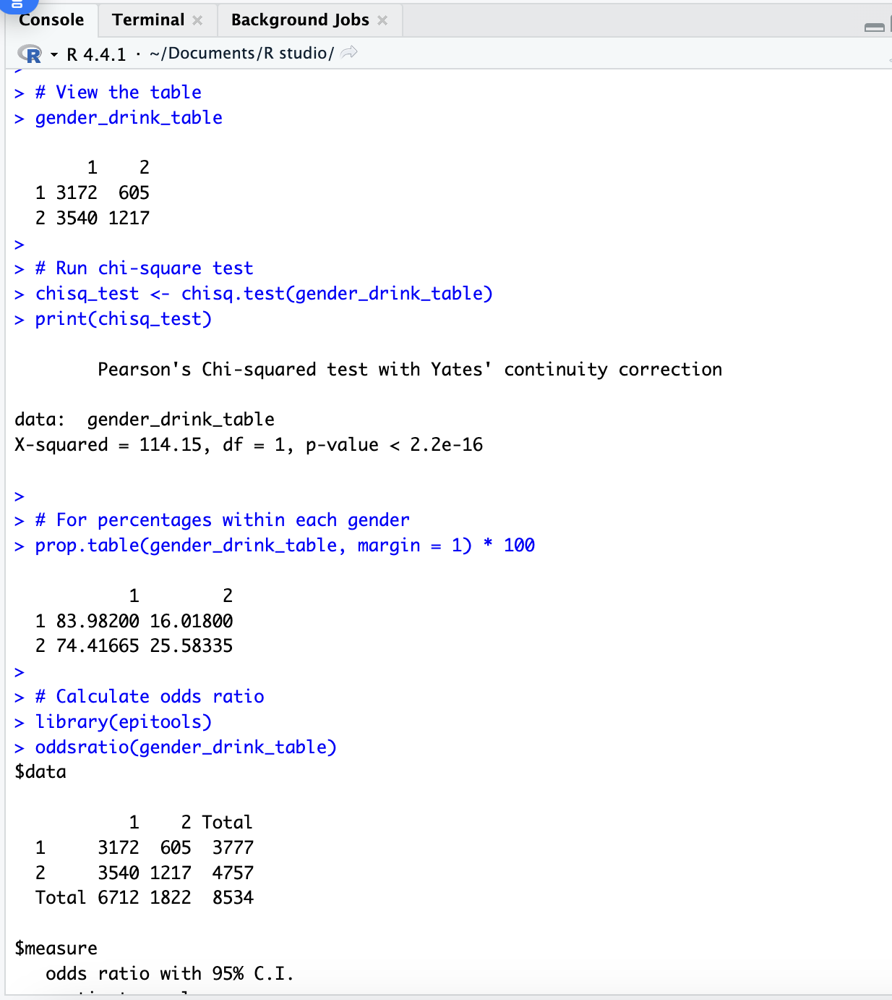 Console Terminal Background Jobs
R 4.4.1 · ~/Documents/R studio/
>
> # View the table
> gender_drink_table
1 2
1 3172 605
2 3540 1217
>
> # Run chi-square test
> chisq_test <- chisq.test(gender_drink_table)
> print(chisq_test)
Pearson's Chi-squared test with Yates' continuity correction
data: gender_drink_table
X-squared = 114.15, df = 1, p-value < 2.2e-16
>
> # For percentages within each gender
> prop.table(gender_drink_table, margin = 1) * 100
1 2
1 83.98200 16.01800
2 74.41665 25.58335
>
> # Calculate odds ratio
> library(epitools)
> oddsratio(gender_drink_table)
$data
1 2 Total
1 3172 605 3777
2 3540 1217 4757
Total 6712 1822 8534
$measure
odds ratio with 95% C.I.